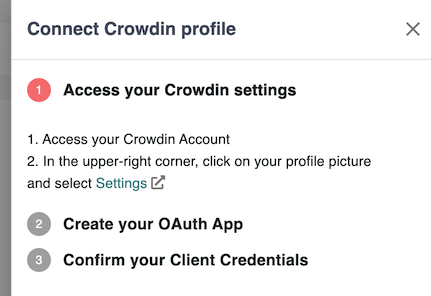 Connect Crowdin profile
1 Access your Crowdin settings
1. Access your Crowdin Account
2. In the upper-right corner, click on your profile picture
and select Settings
2 Create your OAuth App
3 Confirm your Client Credentials